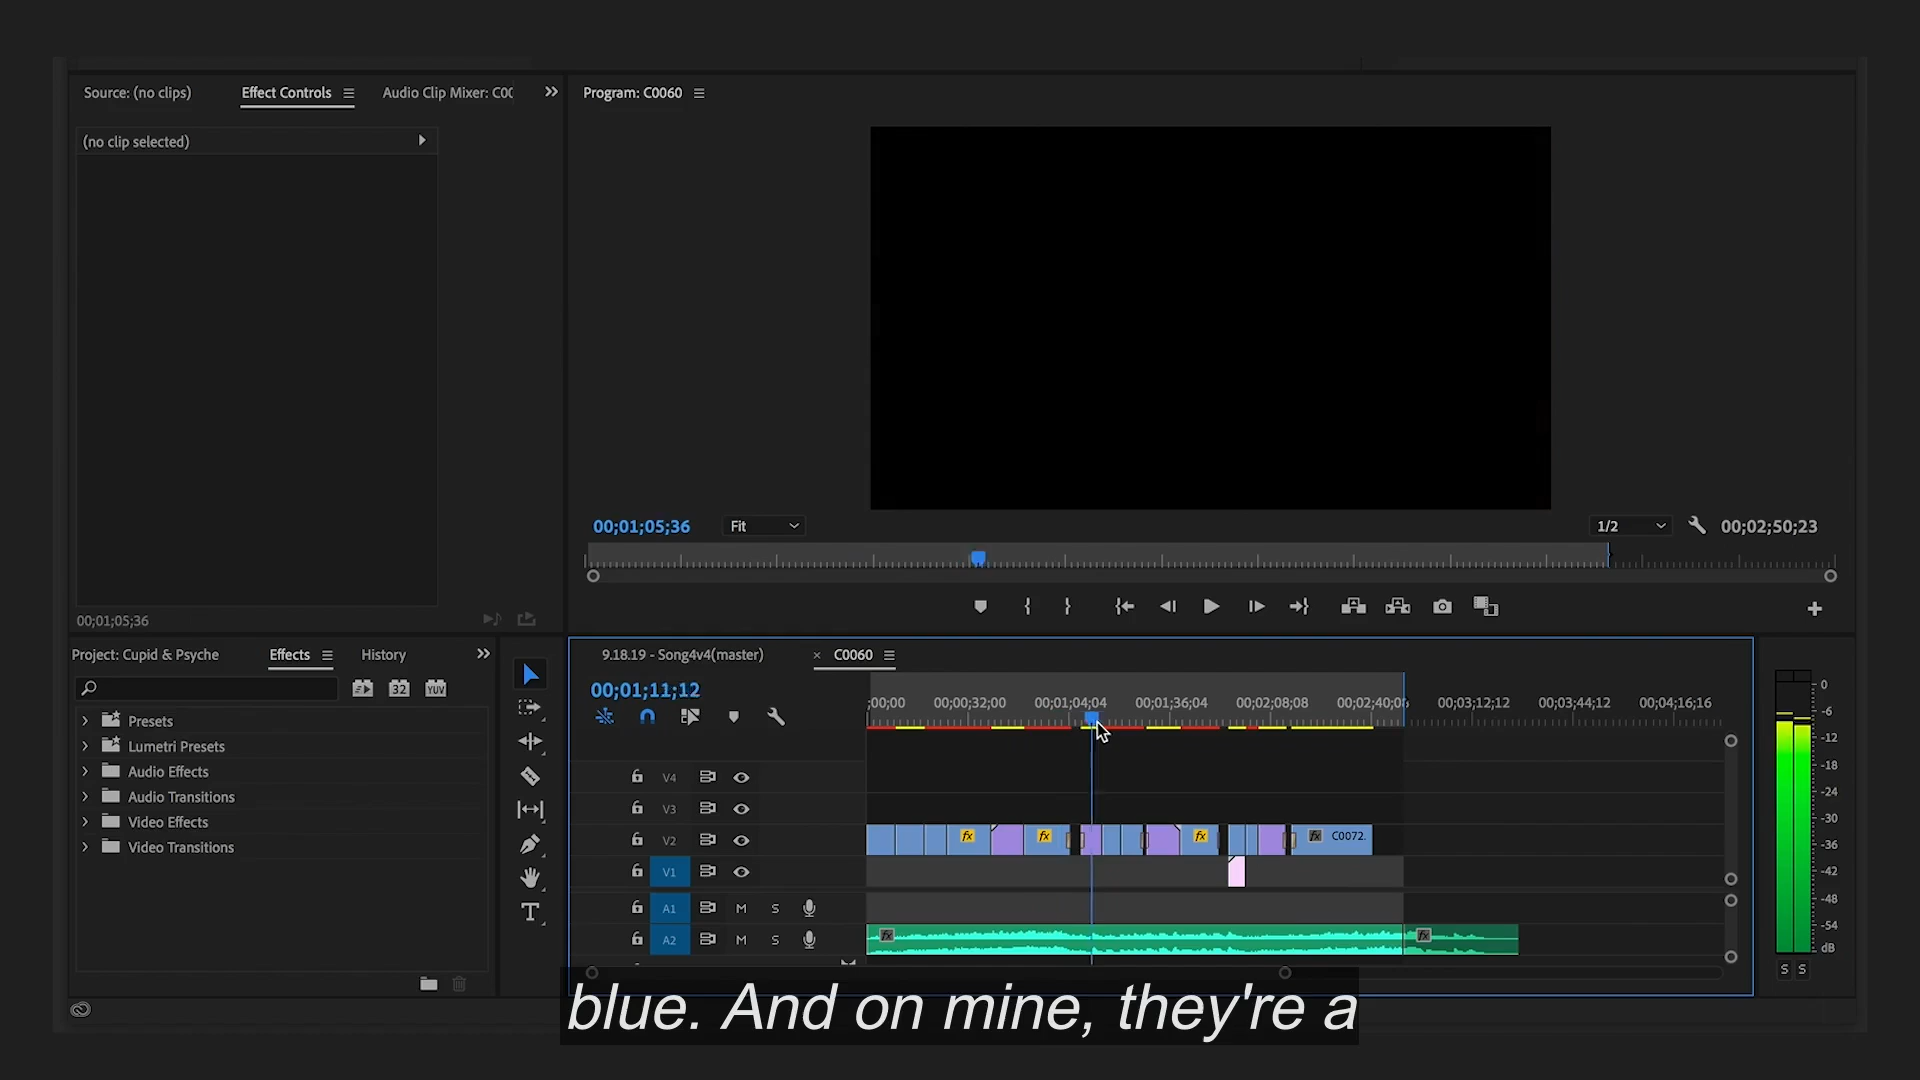 Source: (no clips)
Effect Controls
Audio Clip Mixer: C00
Program: C0060
(no clip selected)
00;01;05;36
Fit
1/2
00;02;50;23
00;01;05;36
Project: Cupid & Psyche
Effects
History
32
YUV
Presets
Lumetri Presets
Audio Effects
Audio Transitions
Video Effects
Video Transitions
T
9.18.19 - Song4v4(master)
× C0060
00;01;11;12
;00;00
00;00;32;00
00;01;04;04
00;01;36;04
00;02;08;08
00;02;40;08
00;03;12;12
00;03;44;12
00;04;16;16
V4
V3
V2
fx
fx
fx
fx C0072.
V1
A1 M S
A2 M S
fx
fx
0
-6
-12
-18
-24
-30
-36
-42
-48
-54
dB
S S
blue. And on mine, they're a